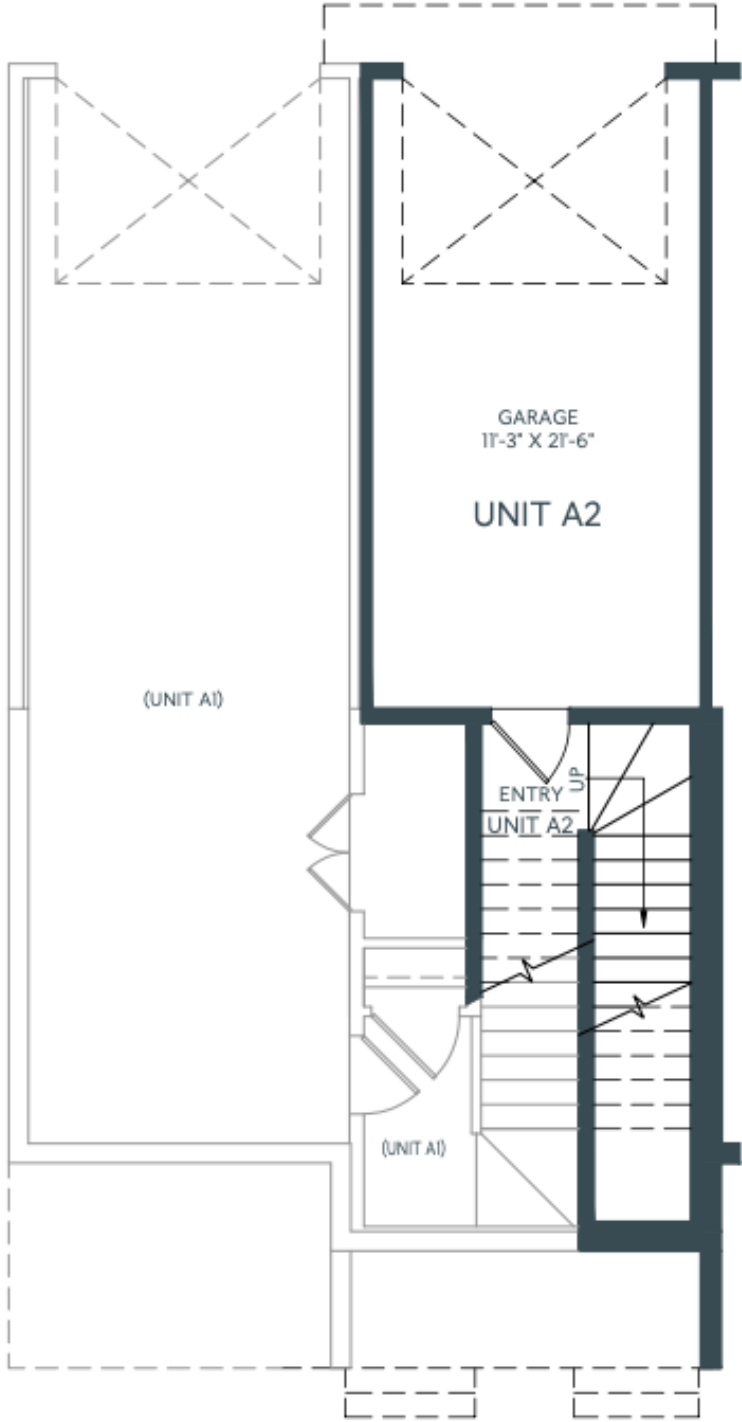 GARAGE
11'-3" X 21'-6"
UNIT A2
(UNIT A1)
ENTRY
UP
UNIT A2
(UNIT A1)